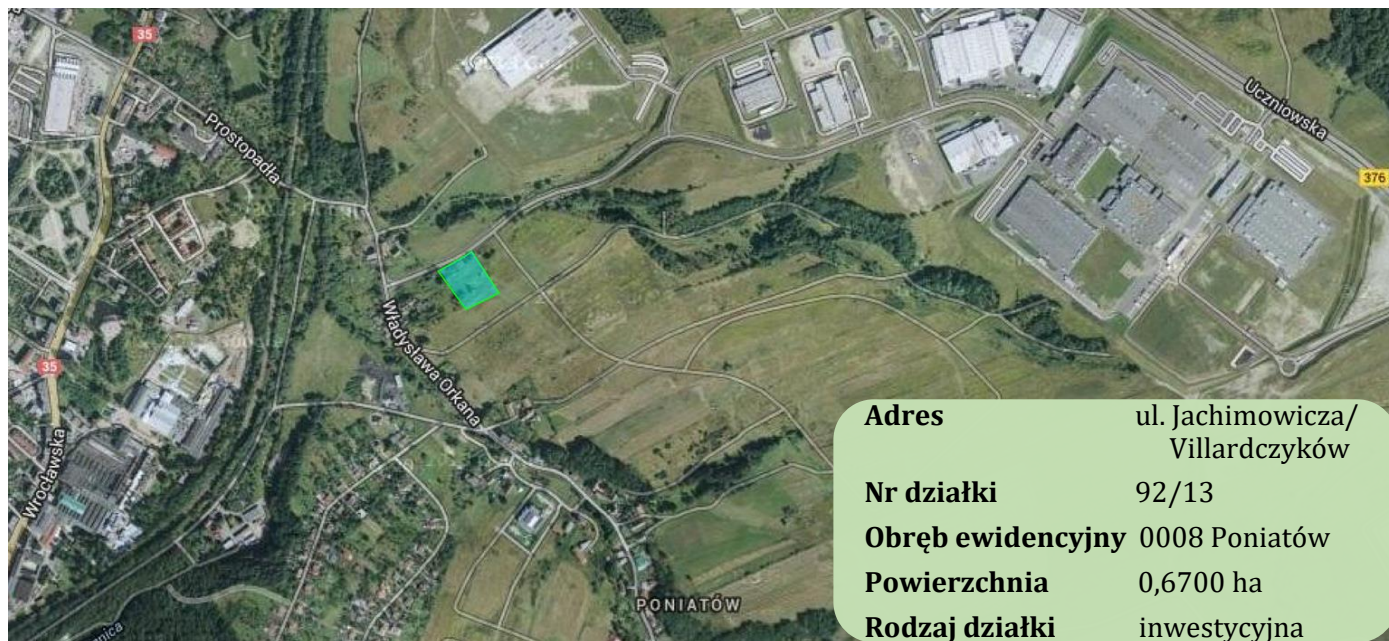 35
Prostopadła
Uczniowska
376
Władysława Orkana
35
Wrocławska
PONIATÓW
Adres ul. Jachimowicza/
Villardczyków
Nr działki 92/13
Obręb ewidencyjny 0008 Poniatów
Powierzchnia 0,6700 ha
Rodzaj działki inwestycyjna